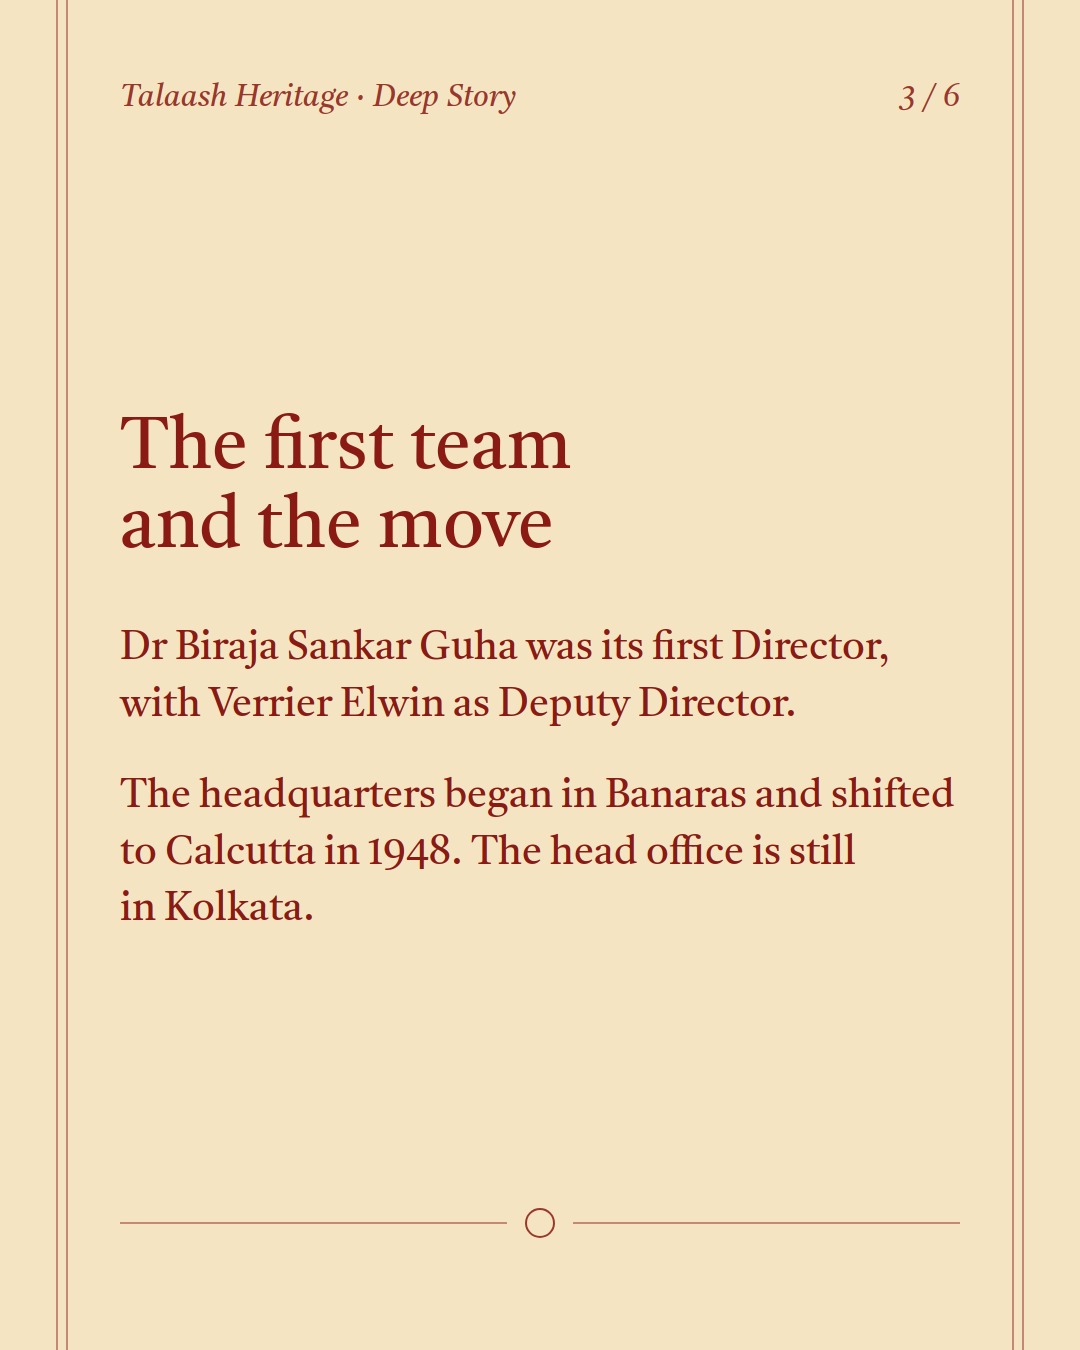 Talaash Heritage · Deep Story
3 / 6
The first team
and the move
Dr Biraja Sankar Guha was its first Director,
with Verrier Elwin as Deputy Director.
The headquarters began in Banaras and shifted
to Calcutta in 1948. The head office is still
in Kolkata.